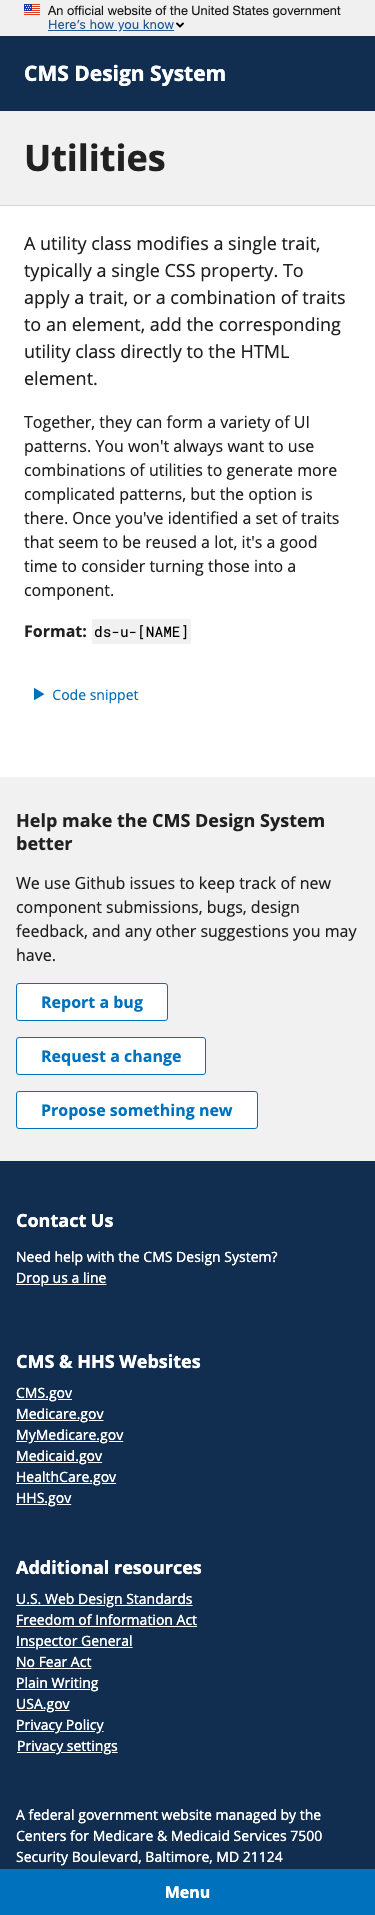 An official website of the United States government
Here's how you know
CMS Design System
Utilities
A utility class modifies a single trait,
typically a single CSS property. To
apply a trait, or a combination of traits
to an element, add the corresponding
utility class directly to the HTML
element.
Together, they can form a variety of UI
patterns. You won't always want to use
combinations of utilities to generate more
complicated patterns, but the option is
there. Once you've identified a set of traits
that seem to be reused a lot, it's a good
time to consider turning those into a
component.
Format: ds-u-[NAME]
Code snippet
Help make the CMS Design System
better
We use Github issues to keep track of new
component submissions, bugs, design
feedback, and any other suggestions you may
have.
Report a bug
Request a change
Propose something new
Contact Us
Need help with the CMS Design System?
Drop us a line
CMS & HHS Websites
CMS.gov
Medicare.gov
MyMedicare.gov
Medicaid.gov
HealthCare.gov
HHS.gov
Additional resources
U.S. Web Design Standards
Freedom of Information Act
Inspector General
No Fear Act
Plain Writing
USA.gov
Privacy Policy
Privacy settings
A federal government website managed by the
Centers for Medicare & Medicaid Services 7500
Security Boulevard, Baltimore, MD 21124
Menu